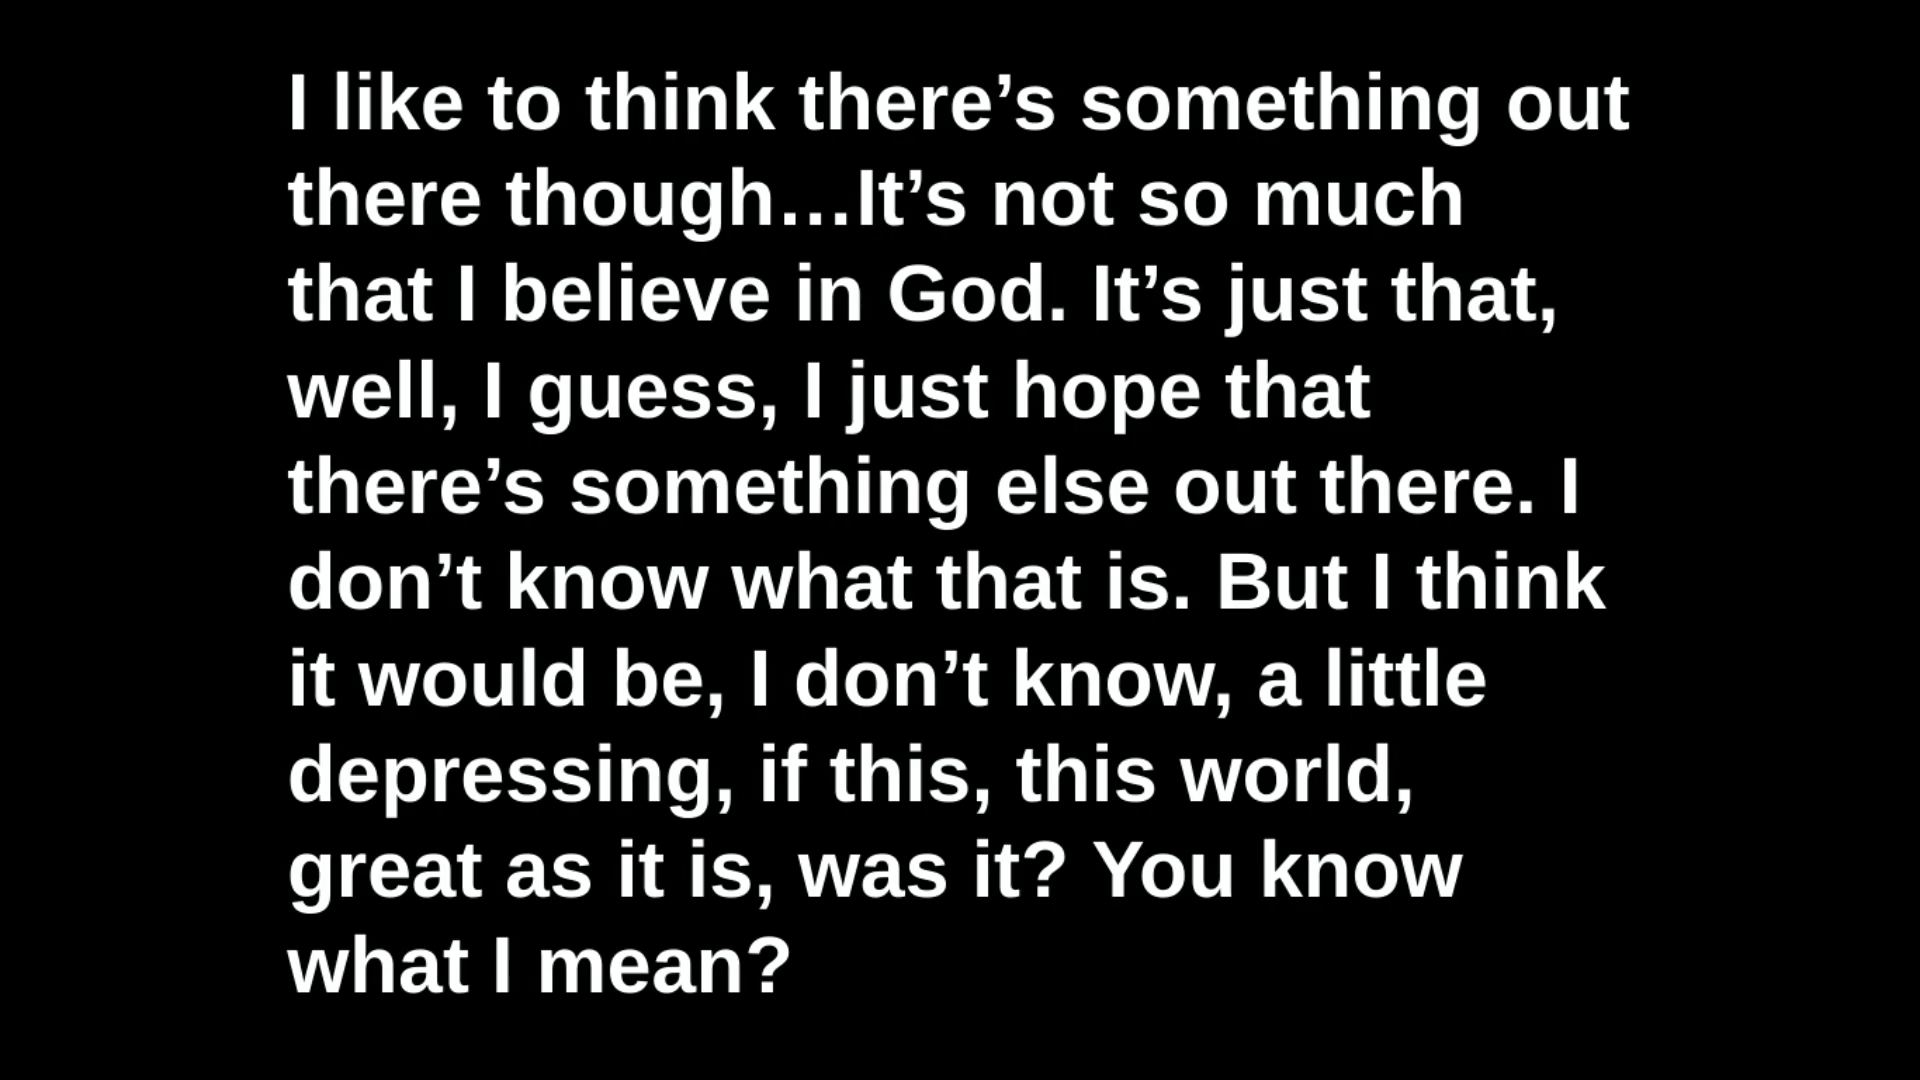 I like to think there’s something out
there though…It’s not so much
that I believe in God. It’s just that,
well, I guess, I just hope that
there’s something else out there. I
don’t know what that is. But I think
it would be, I don’t know, a little
depressing, if this, this world,
great as it is, was it? You know
what I mean?